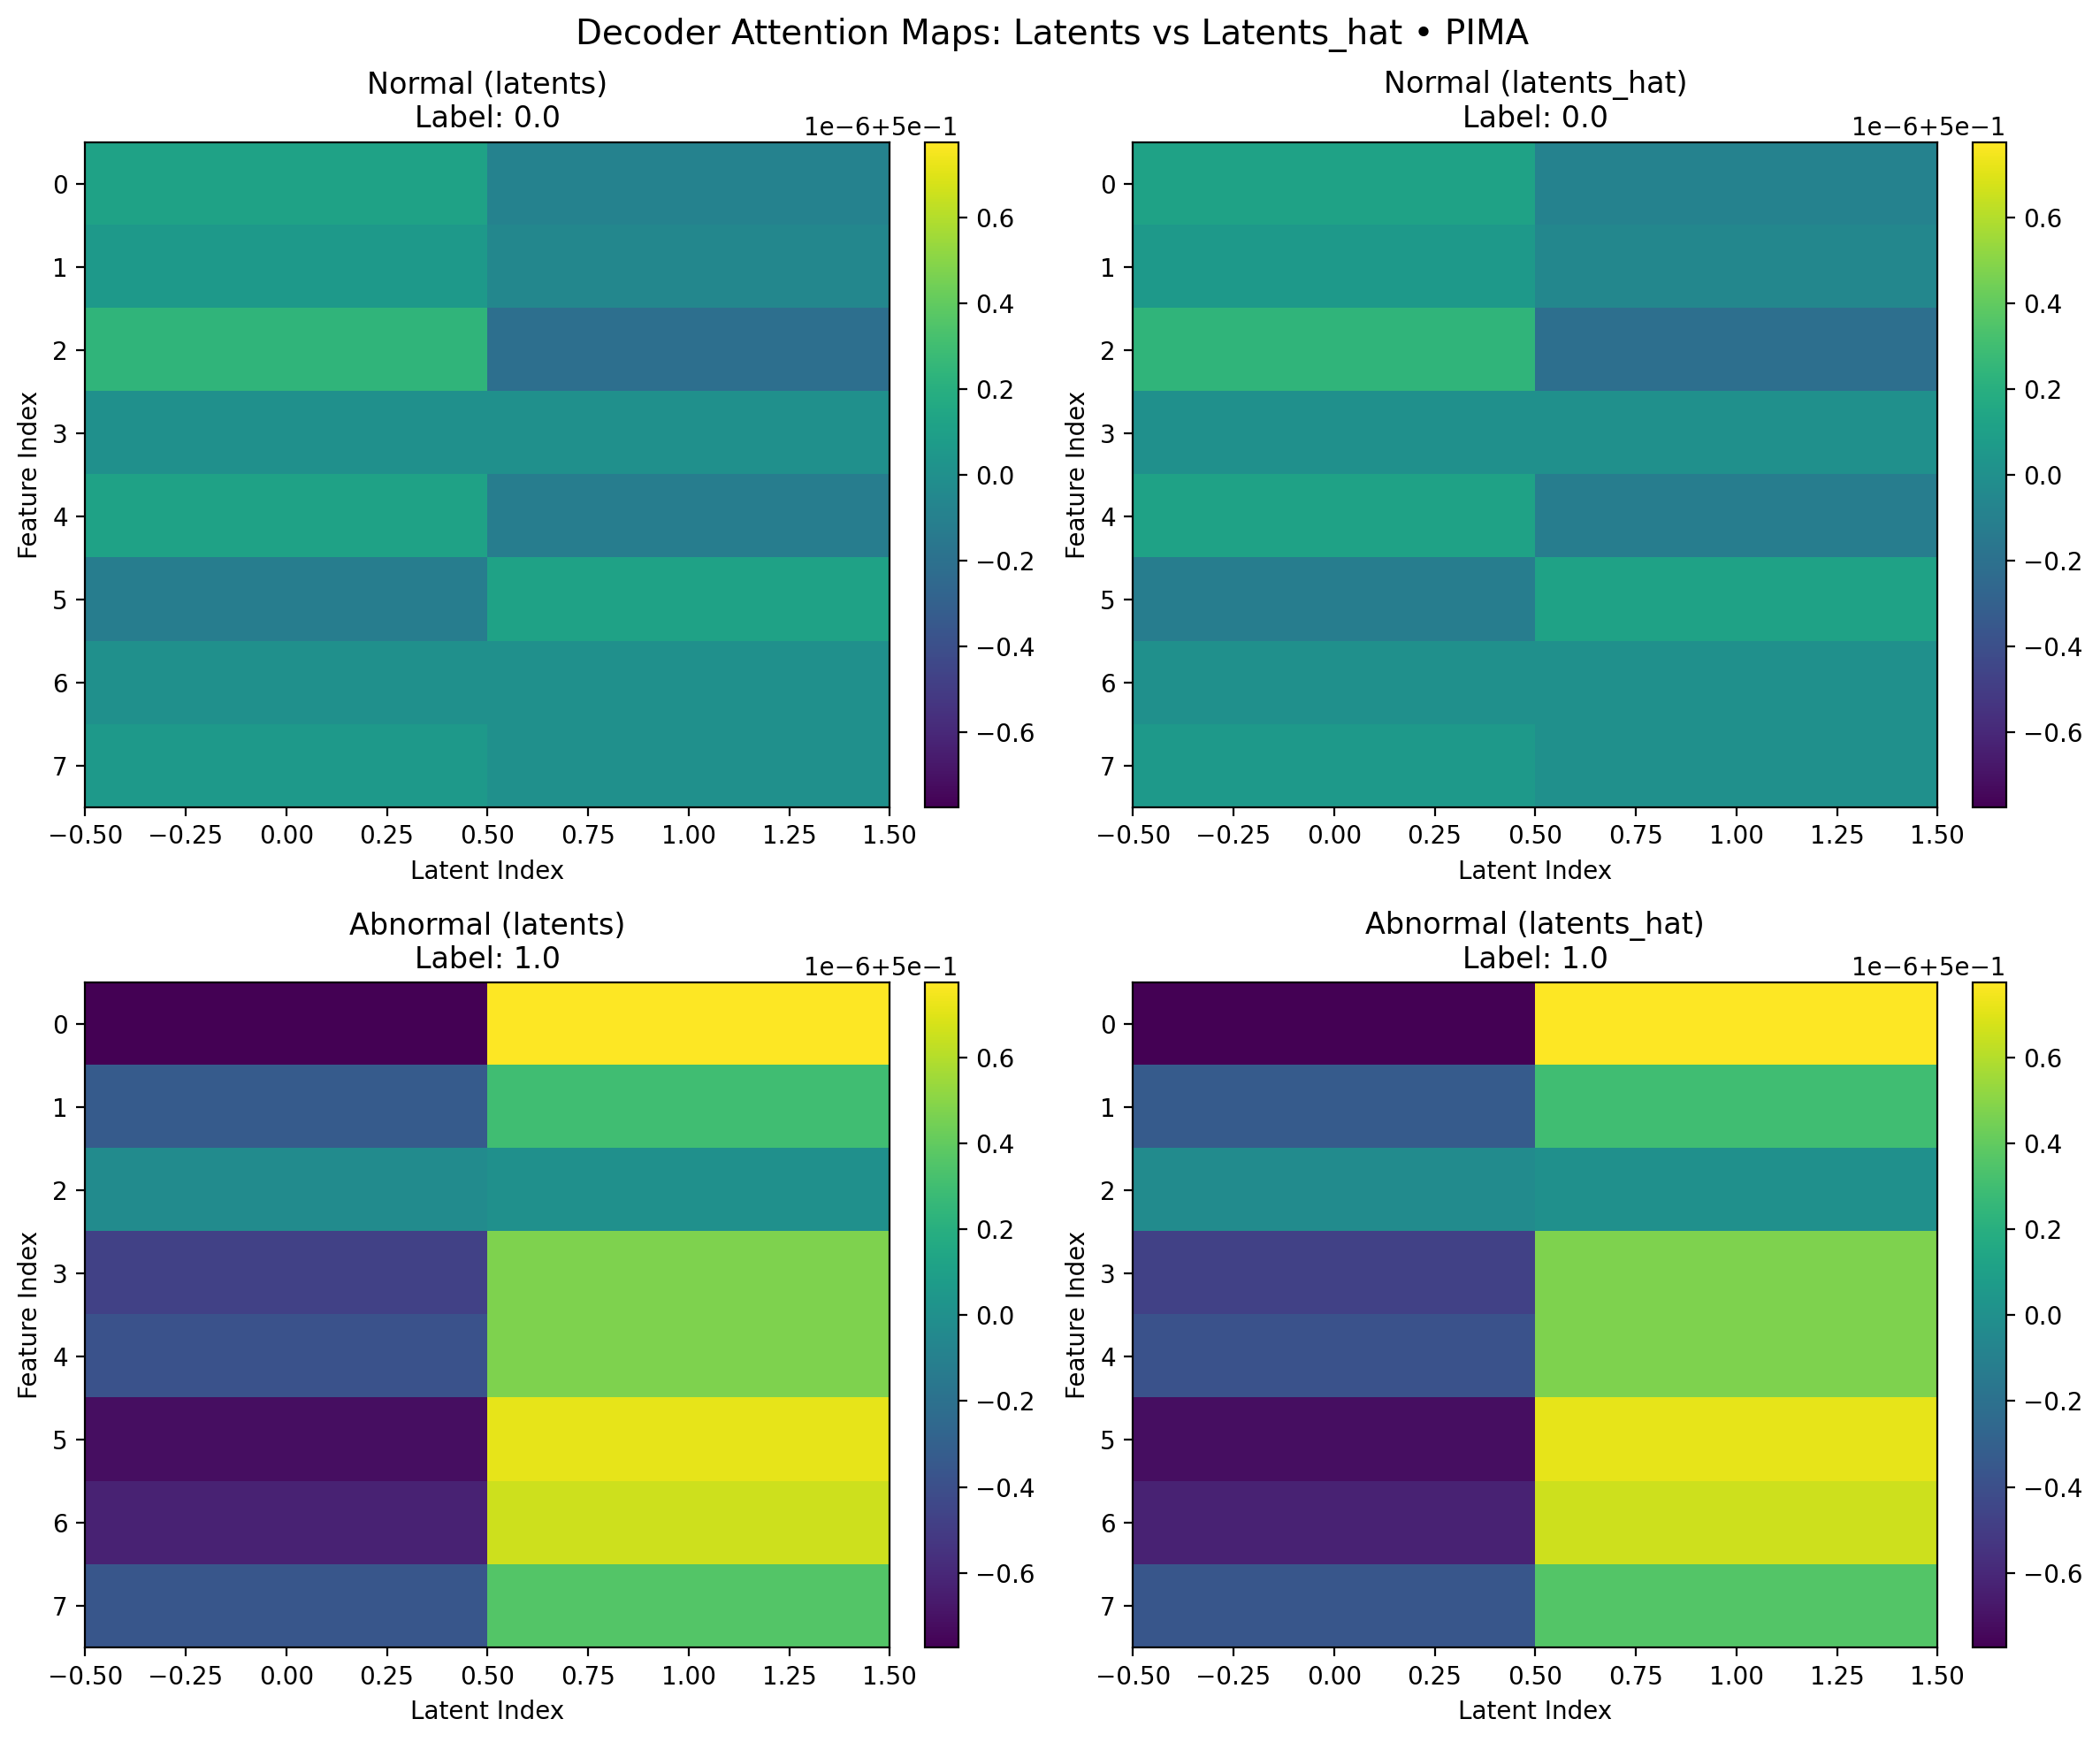 Decoder Attention Maps: Latents vs Latents_hat • PIMA
Normal (latents)
Label: 0.0
1e−6+5e−1
0
1
2
3
4
5
6
7
Feature Index
−0.50 −0.25 0.00 0.25 0.50 0.75 1.00 1.25 1.50
Latent Index
0.6
0.4
0.2
0.0
−0.2
−0.4
−0.6
Normal (latents_hat)
Label: 0.0
1e−6+5e−1
0
1
2
3
4
5
6
7
Feature Index
−0.50 −0.25 0.00 0.25 0.50 0.75 1.00 1.25 1.50
Latent Index
0.6
0.4
0.2
0.0
−0.2
−0.4
−0.6
Abnormal (latents)
Label: 1.0
1e−6+5e−1
0
1
2
3
4
5
6
7
Feature Index
−0.50 −0.25 0.00 0.25 0.50 0.75 1.00 1.25 1.50
Latent Index
0.6
0.4
0.2
0.0
−0.2
−0.4
−0.6
Abnormal (latents_hat)
Label: 1.0
1e−6+5e−1
0
1
2
3
4
5
6
7
Feature Index
−0.50 −0.25 0.00 0.25 0.50 0.75 1.00 1.25 1.50
Latent Index
0.6
0.4
0.2
0.0
−0.2
−0.4
−0.6